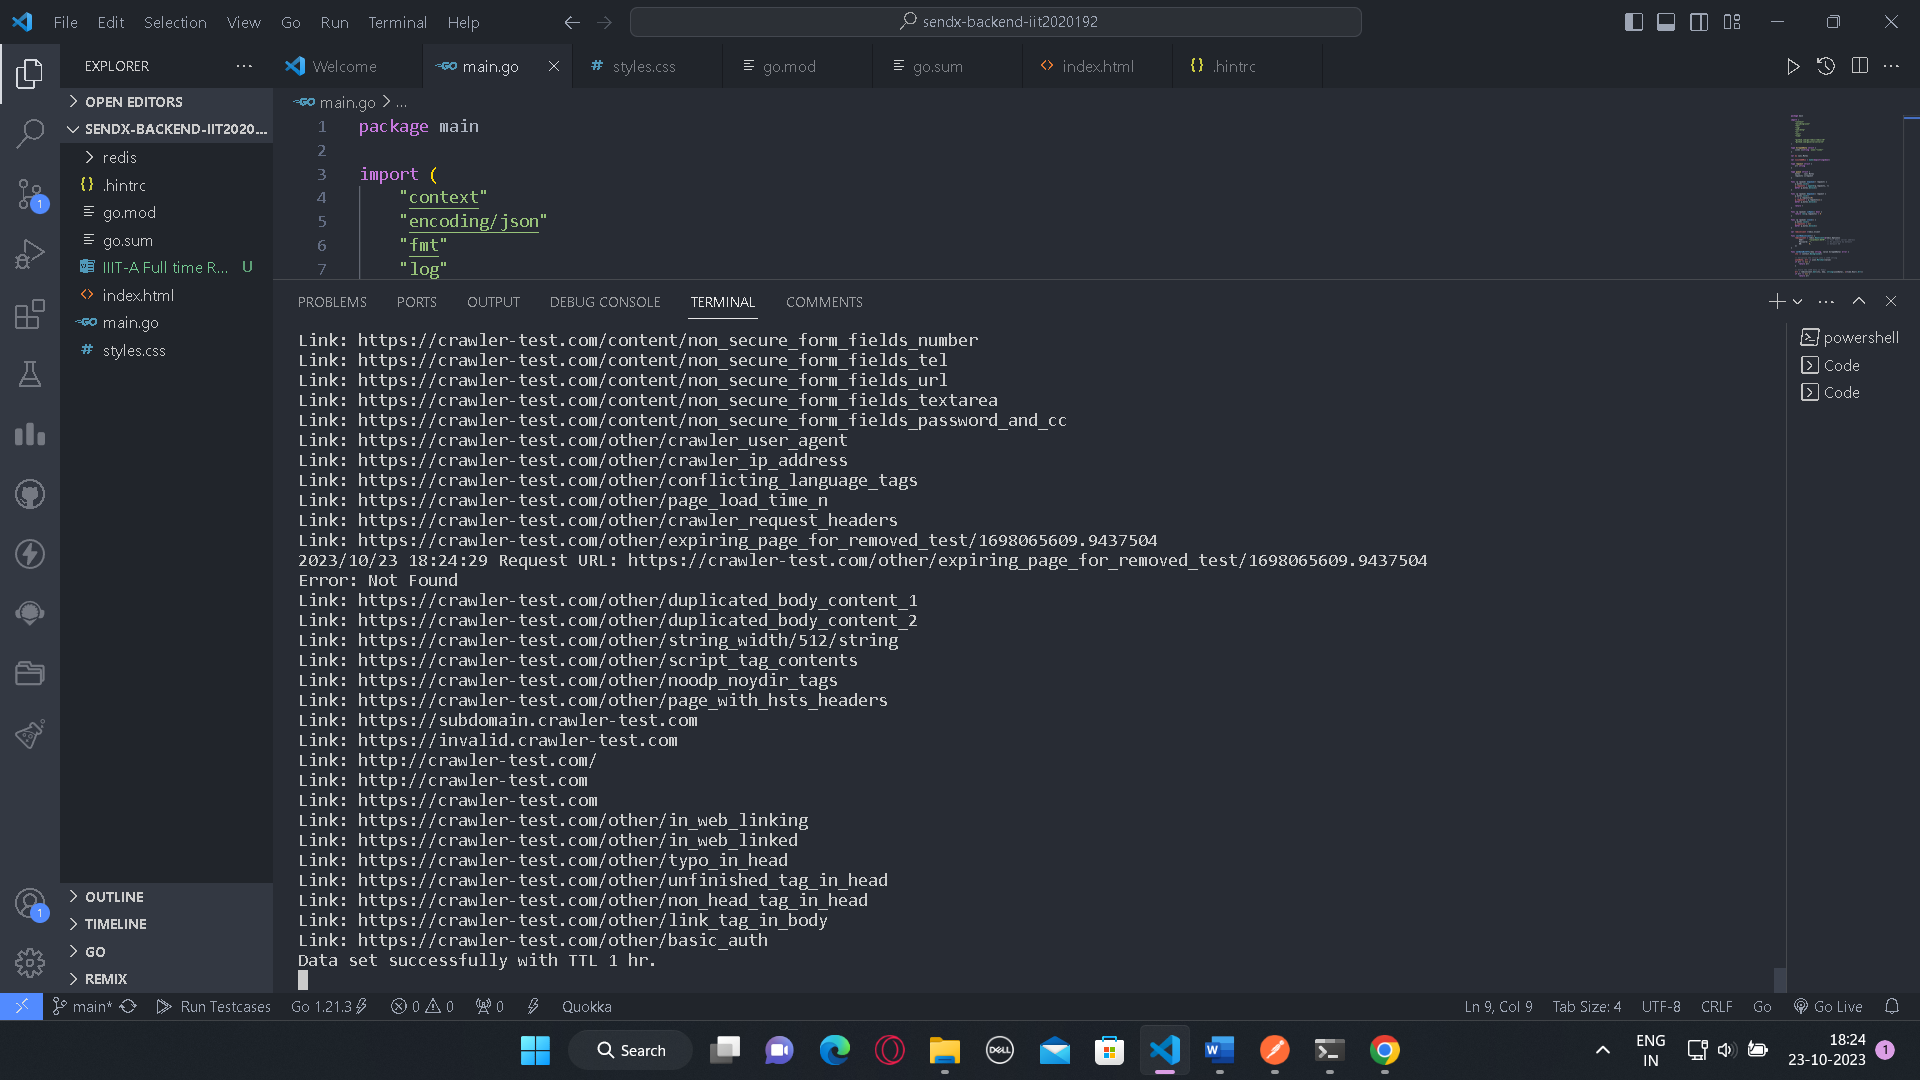 File Edit Selection View Go Run Terminal Help
sendx-backend-iit2020192
EXPLORER
Welcome
main.go
styles.css
go.mod
go.sum
index.html
.hintrc
OPEN EDITORS
SENDX-BACKEND-IIT2020...
redis
.hintrc
go.mod
go.sum
IIIT-A Full time R... U
index.html
main.go
styles.css
OUTLINE
TIMELINE
GO
REMIX
main.go > ...
1 package main
2
3 import (
4 "context"
5 "encoding/json"
6 "fmt"
7 "log"
PROBLEMS PORTS OUTPUT DEBUG CONSOLE TERMINAL COMMENTS
Link: https://crawler-test.com/content/non_secure_form_fields_number
Link: https://crawler-test.com/content/non_secure_form_fields_tel
Link: https://crawler-test.com/content/non_secure_form_fields_url
Link: https://crawler-test.com/content/non_secure_form_fields_textarea
Link: https://crawler-test.com/content/non_secure_form_fields_password_and_cc
Link: https://crawler-test.com/other/crawler_user_agent
Link: https://crawler-test.com/other/crawler_ip_address
Link: https://crawler-test.com/other/conflicting_language_tags
Link: https://crawler-test.com/other/page_load_time_n
Link: https://crawler-test.com/other/crawler_request_headers
Link: https://crawler-test.com/other/expiring_page_for_removed_test/1698065609.9437504
2023/10/23 18:24:29 Request URL: https://crawler-test.com/other/expiring_page_for_removed_test/1698065609.9437504
Error: Not Found
Link: https://crawler-test.com/other/duplicated_body_content_1
Link: https://crawler-test.com/other/duplicated_body_content_2
Link: https://crawler-test.com/other/string_width/512/string
Link: https://crawler-test.com/other/script_tag_contents
Link: https://crawler-test.com/other/noodp_noydir_tags
Link: https://crawler-test.com/other/page_with_hsts_headers
Link: https://subdomain.crawler-test.com
Link: https://invalid.crawler-test.com
Link: http://crawler-test.com/
Link: http://crawler-test.com
Link: https://crawler-test.com
Link: https://crawler-test.com/other/in_web_linking
Link: https://crawler-test.com/other/in_web_linked
Link: https://crawler-test.com/other/typo_in_head
Link: https://crawler-test.com/other/unfinished_tag_in_head
Link: https://crawler-test.com/other/non_head_tag_in_head
Link: https://crawler-test.com/other/link_tag_in_body
Link: https://crawler-test.com/other/basic_auth
Data set successfully with TTL 1 hr.
powershell
Code
Code
1
1
main* Run Testcases Go 1.21.3 0 0 0 Quokka Ln 9, Col 9 Tab Size: 4 UTF-8 CRLF Go Go Live
Search
DELL
ENG
IN
18:24
23-10-2023
1